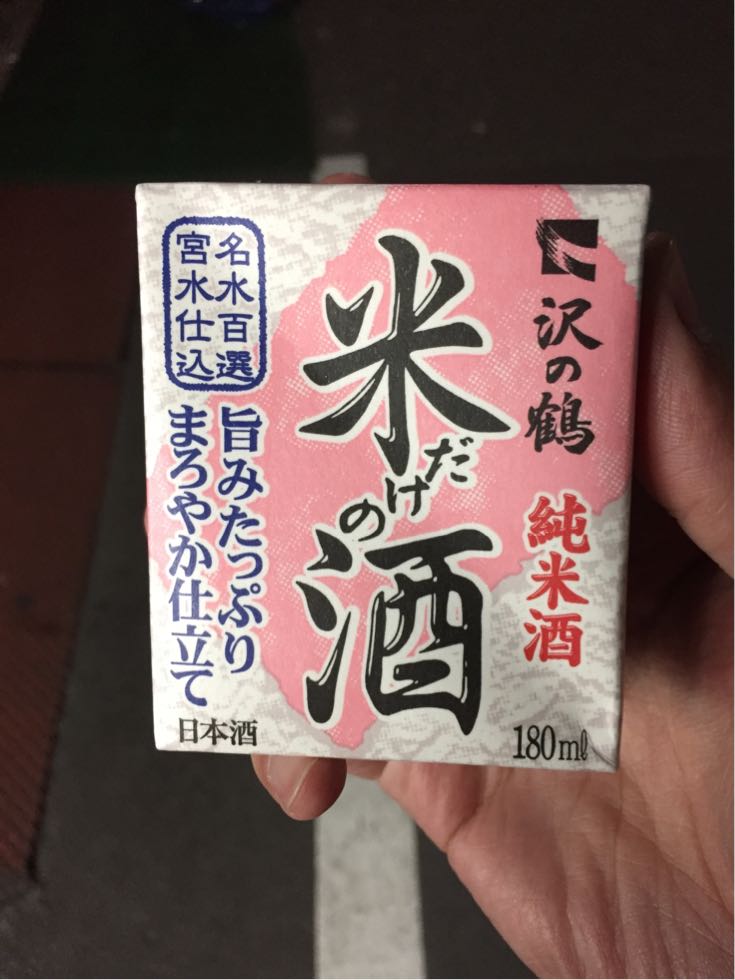 沢の鶴
純米酒
米だけの酒
名水百選
宮水仕込
旨みたっぷり
まろやか仕立て
日本酒
180ml